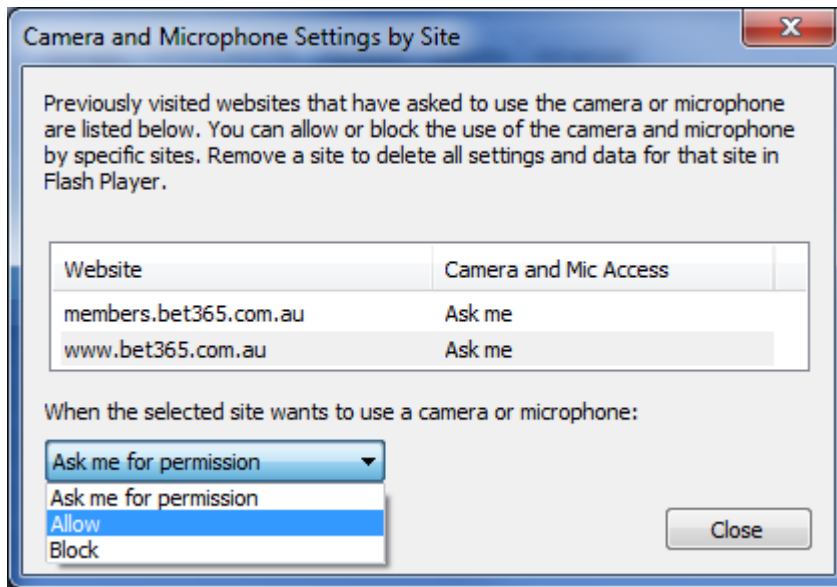 Camera and Microphone Settings by Site
Previously visited websites that have asked to use the camera or microphone
are listed below. You can allow or block the use of the camera and microphone
by specific sites. Remove a site to delete all settings and data for that site in
Flash Player.
Website Camera and Mic Access
members.bet365.com.au Ask me
www.bet365.com.au Ask me
When the selected site wants to use a camera or microphone:
Ask me for permission
Ask me for permission
Allow
Block
Close